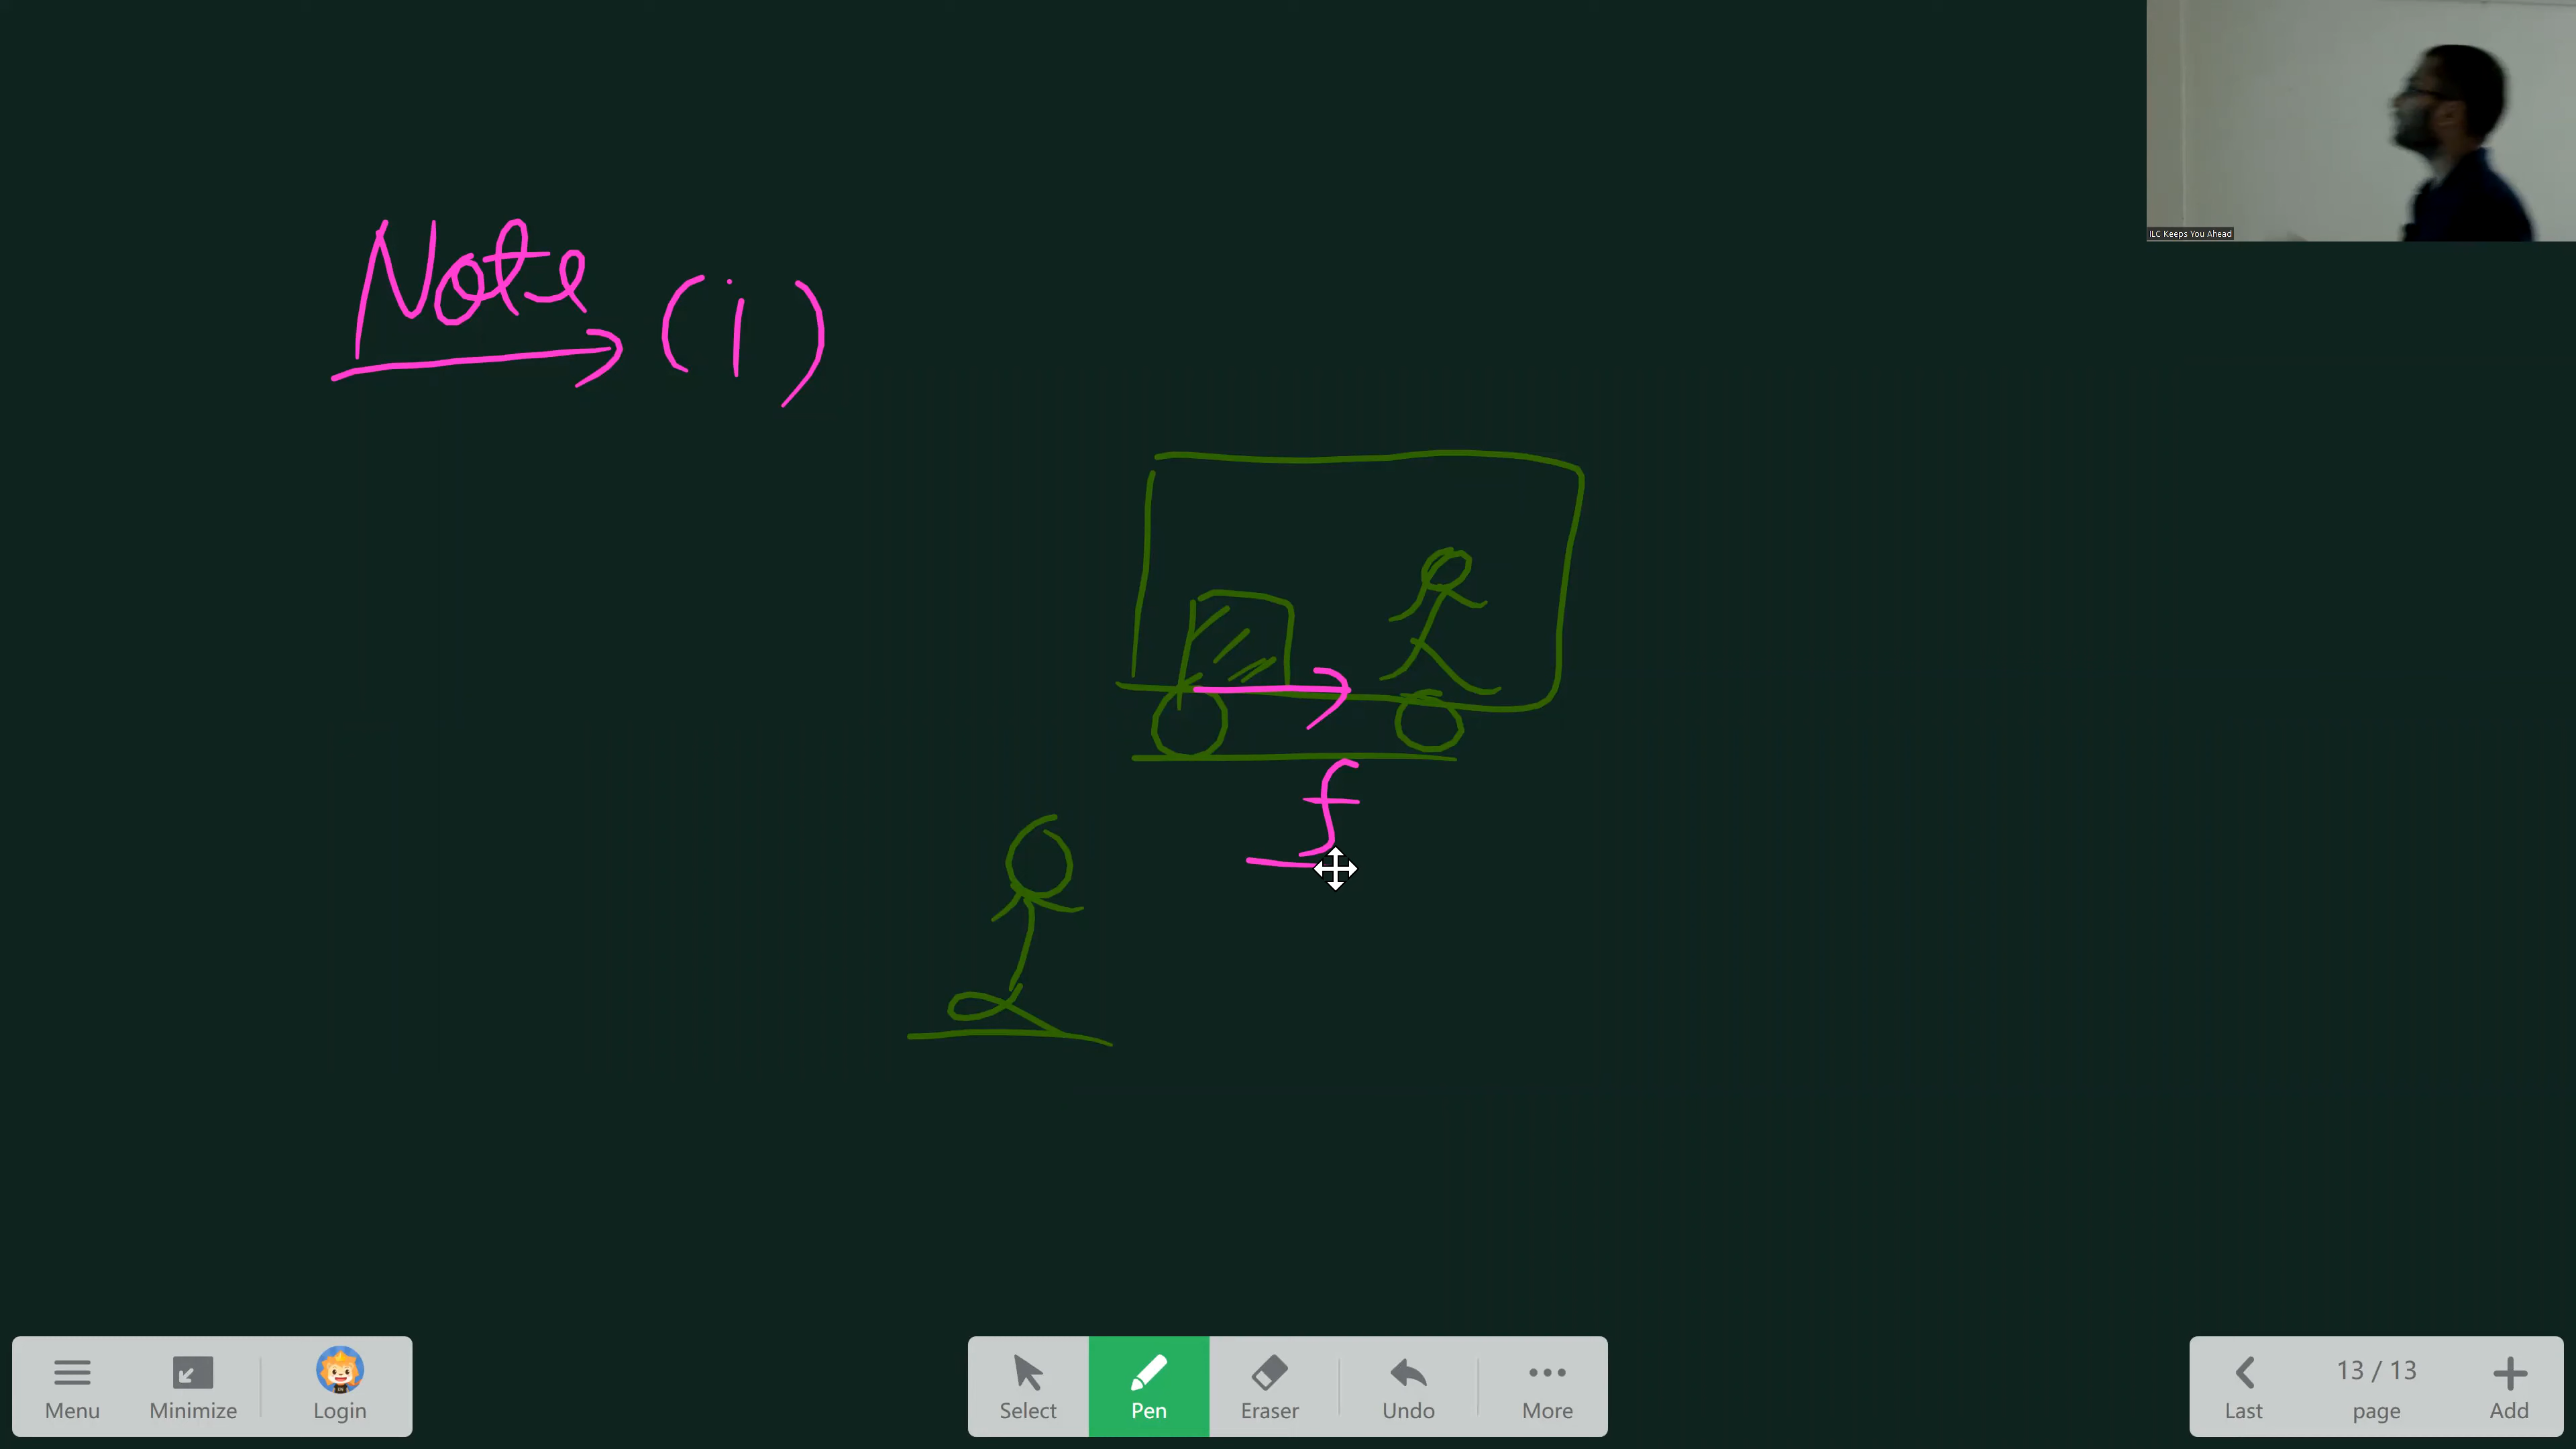 ILC Keeps You Ahead
Note (i)
f
Menu
Minimize
Login
Select
Pen
Eraser
Undo
More
Last
13 / 13
page
Add